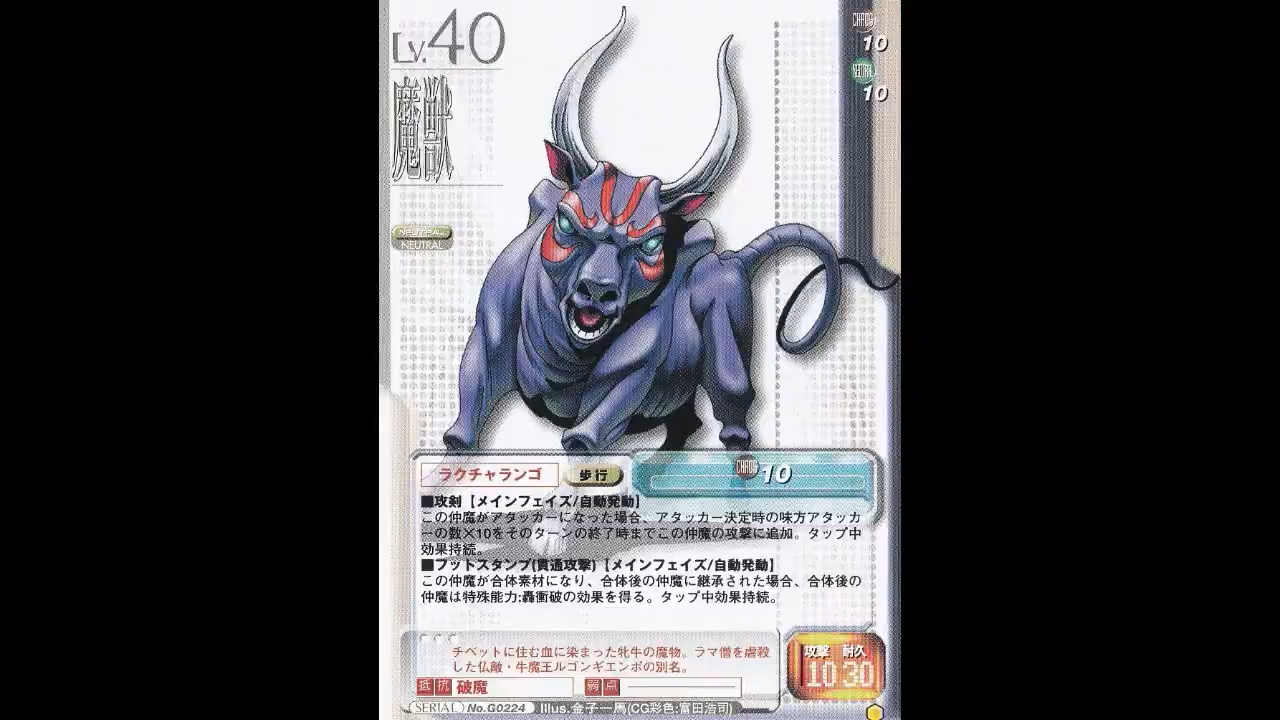 Lv.40
CHAOS
10
NEUTRAL
10
魔獣
NEUTRAL
NEUTRAL
ラクチャランゴ 歩行 CHAOS 10
■攻剣【メインフェイズ/自動発動】
この仲魔がアタッカーになった場合、アタッカー決定時の味方アタッカ
ーの数×10をそのターンの終了時までこの仲魔の攻撃に追加。タップ中
効果持続。
■フットスタンプ(貫通攻撃)【メインフェイズ/自動発動】
この仲魔が合体素材になり、合体後の仲魔に継承された場合、合体後の
仲魔は特殊能力:轟衝破の効果を得る。タップ中効果持続。
チベットに住む血に染まった牝牛の魔物。ラマ僧を虐殺
した仏敵・牛魔王ルゴンギエンポの別名。
攻撃 耐久
10 30
抵抗 破魔 弱点
SERIAL No.G0224 Illus.金子一馬(CG彩色:富田浩司)